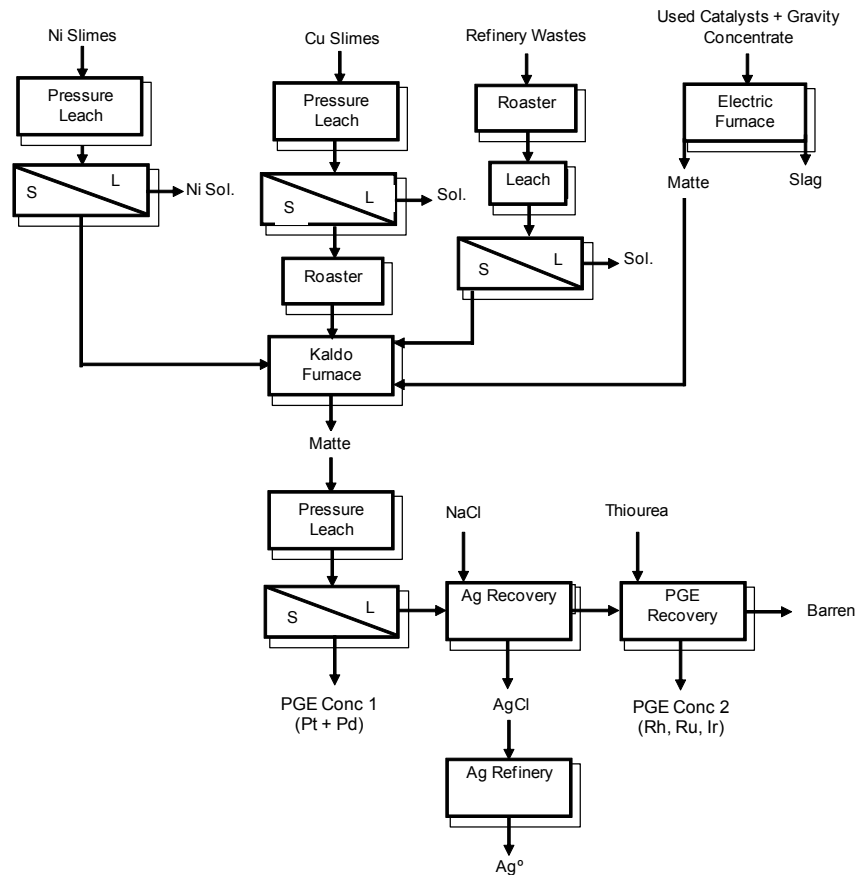 Ni Slimes
Cu Slimes
Refinery Wastes
Used Catalysts + Gravity
Concentrate
Pressure
Leach
Pressure
Leach
Roaster
Electric
Furnace
S
L
Ni Sol.
S
L
Sol.
Leach
Matte
Slag
Roaster
S
L
Sol.
Kaldo
Furnace
Matte
Pressure
Leach
NaCl
Thiourea
S
L
Ag Recovery
PGE
Recovery
Barren
PGE Conc 1
(Pt + Pd)
AgCl
PGE Conc 2
(Rh, Ru, Ir)
Ag Refinery
Agº